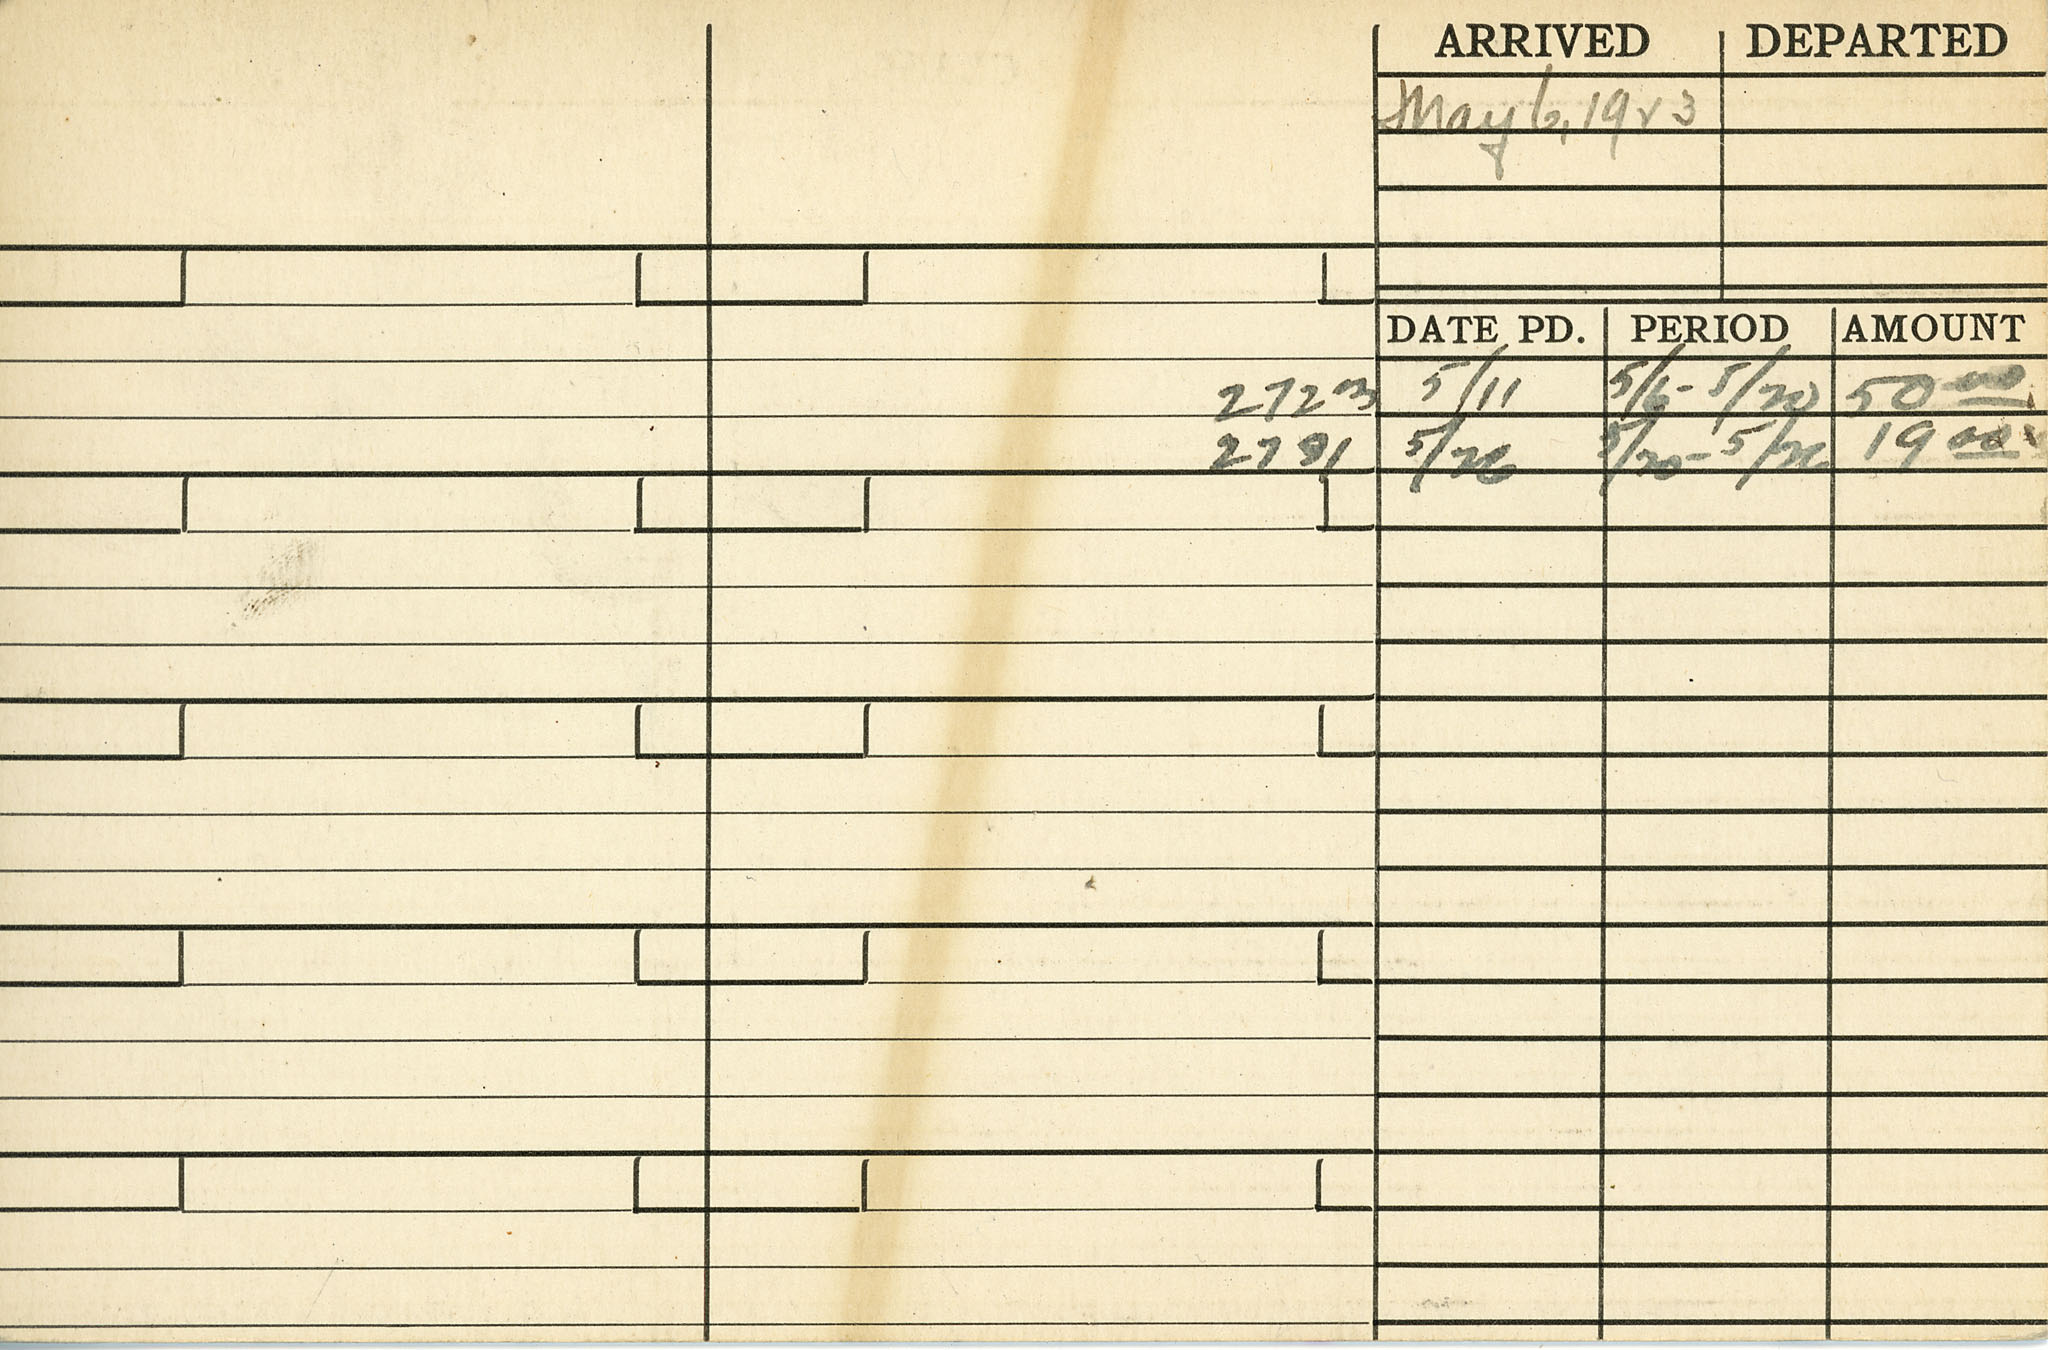 ARRIVED DEPARTED
May 6, 1923
DATE PD. PERIOD AMOUNT
2723 5/11 5/6-5/20 50 00
2781 5/26 5/20-5/26 19 00